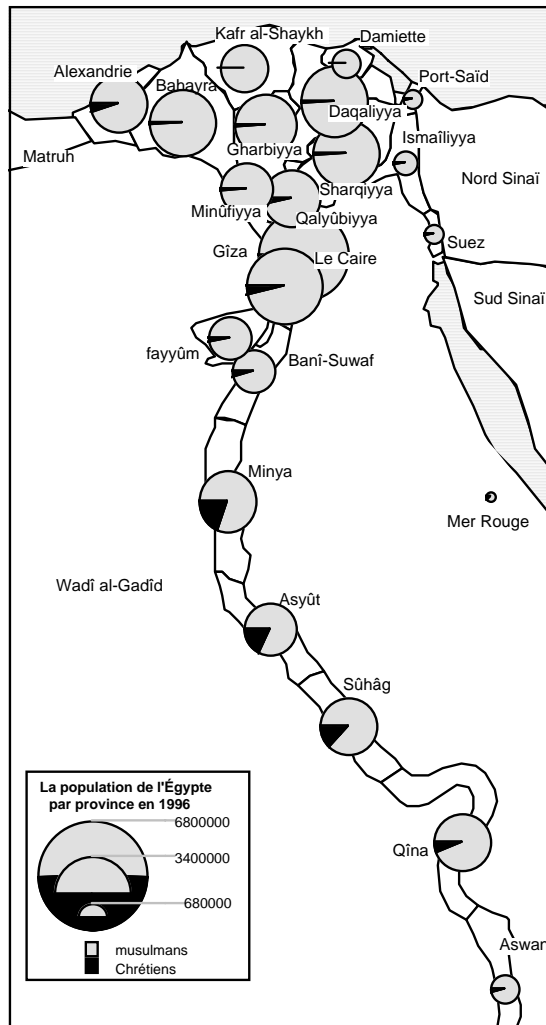 Kafr al-Shaykh
Damiette
Alexandrie
Bahayra
Port-Saïd
Daqaliyya
Ismaîliyya
Gharbiyya
Matruh
Nord Sinaï
Sharqiyya
Minûfiyya
Qalyûbiyya
Suez
Gîza
Le Caire
Sud Sinaï
fayyûm
Banî-Suwaf
Minya
Mer Rouge
Wadî al-Gadîd
Asyût
Sûhâg
La population de l'Égypte
par province en 1996
6800000
3400000
680000
musulmans
Chrétiens
Qîna
Aswan